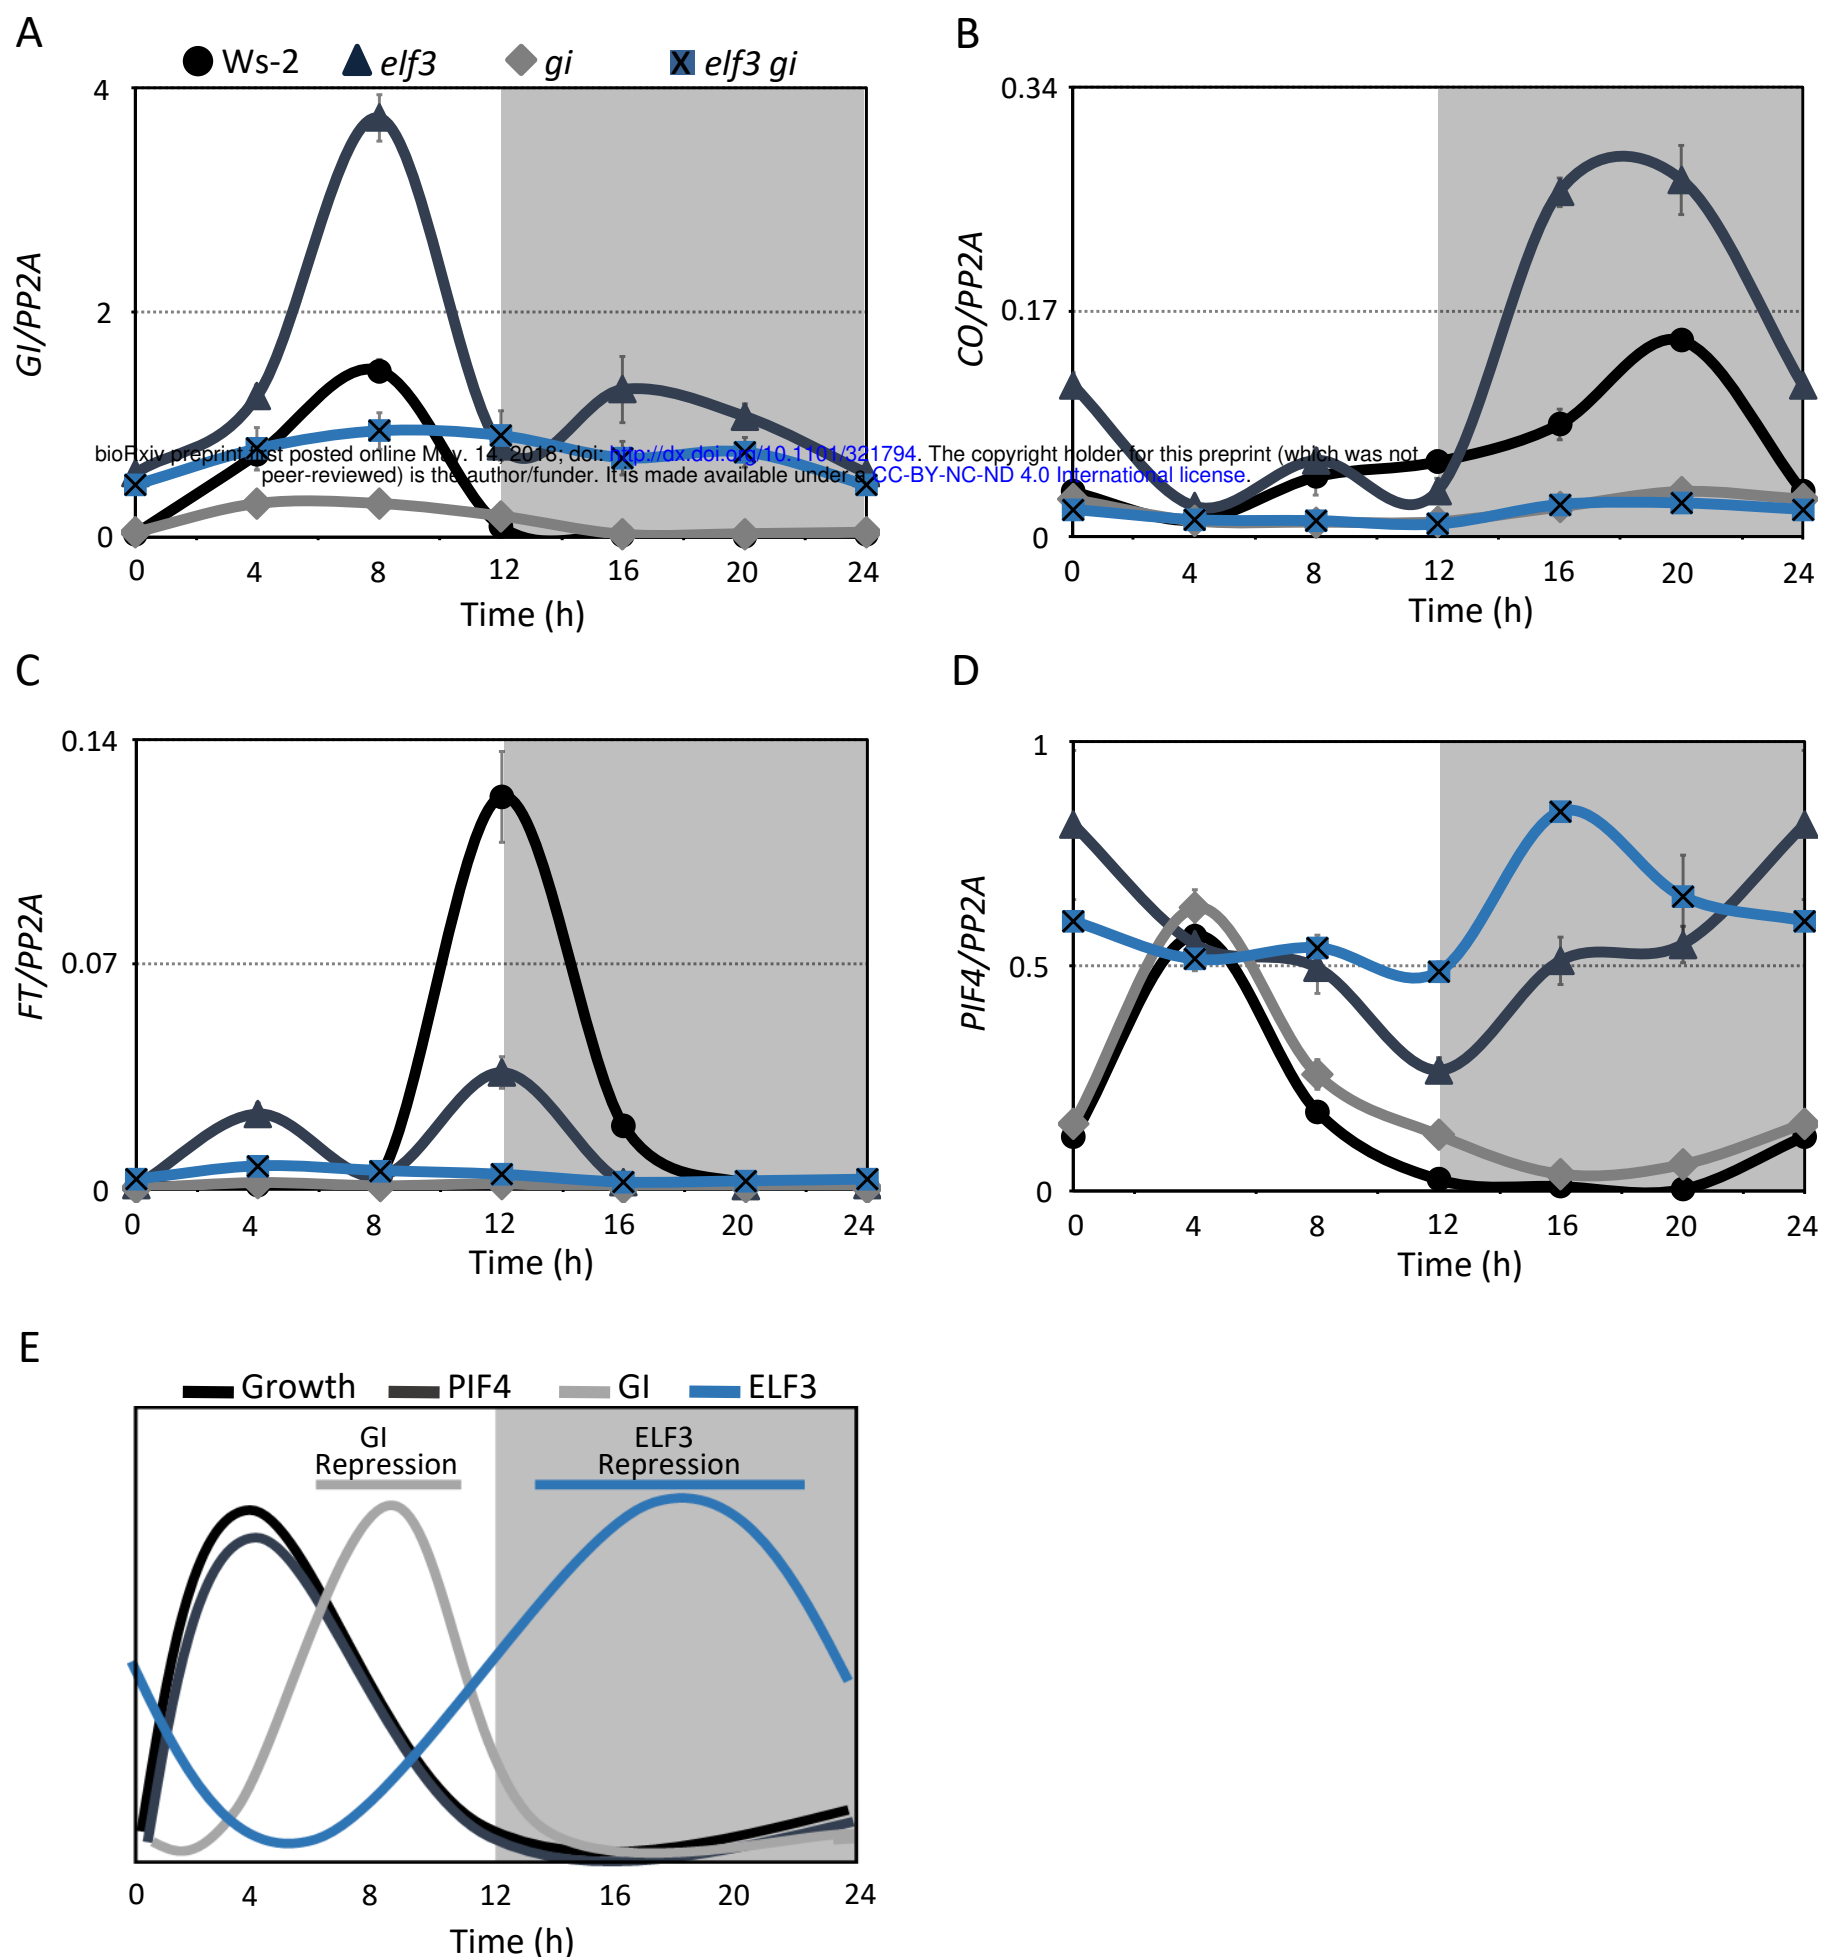 A
B
Ws-2 elf3 gi elf3 gi
4
2
0
GI/PP2A
0 4 8 12 16 20 24
Time (h)
0.34
0.17
0
CO/PP2A
0 4 8 12 16 20 24
Time (h)
bioRxiv preprint first posted online May. 14, 2018; doi: http://dx.doi.org/10.1101/321794. The copyright holder for this preprint (which was not
peer-reviewed) is the author/funder. It is made available under a CC-BY-NC-ND 4.0 International license.
C
D
0.14
0.07
0
FT/PP2A
0 4 8 12 16 20 24
Time (h)
1
0.5
0
PIF4/PP2A
0 4 8 12 16 20 24
Time (h)
E
Growth PIF4 GI ELF3
GI
Repression
ELF3
Repression
0 4 8 12 16 20 24
Time (h)